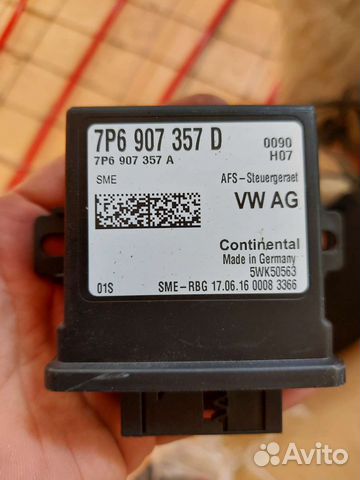 7P6 907 357 D
0090
7P6 907 357 A
H07
SME
AFS-Steuergeraet
VW AG
Continental
Made in Germany
5WK50563
01S
SME-RBG 17.06.16 0008 3366
Avito